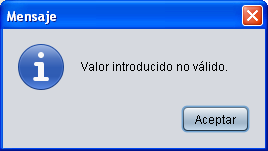 Mensaje
Valor introducido no válido.
Aceptar